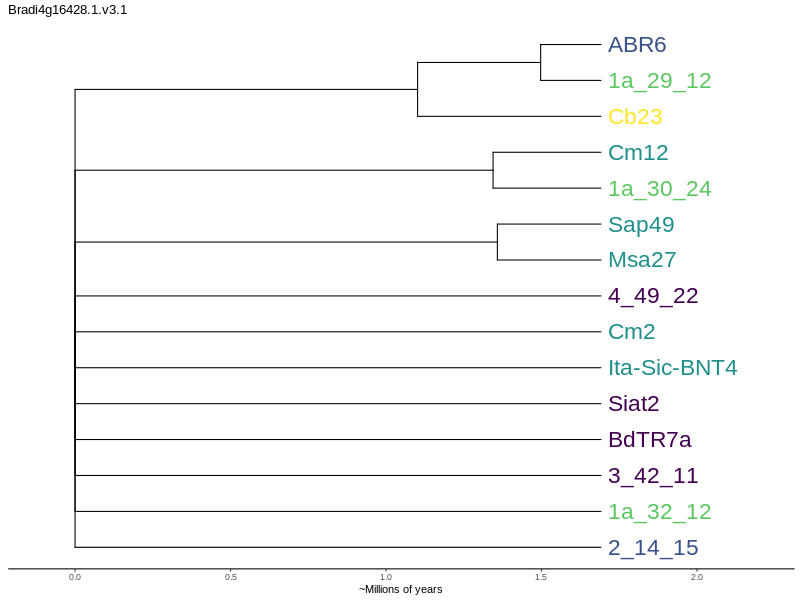 Bradi4g16428.1.v3.1
ABR6
1a_29_12
Cb23
Cm12
1a_30_24
Sap49
Msa27
4_49_22
Cm2
Ita-Sic-BNT4
Siat2
BdTR7a
3_42_11
1a_32_12
2_14_15
0.0 0.5 1.0 1.5 2.0
~Millions of years